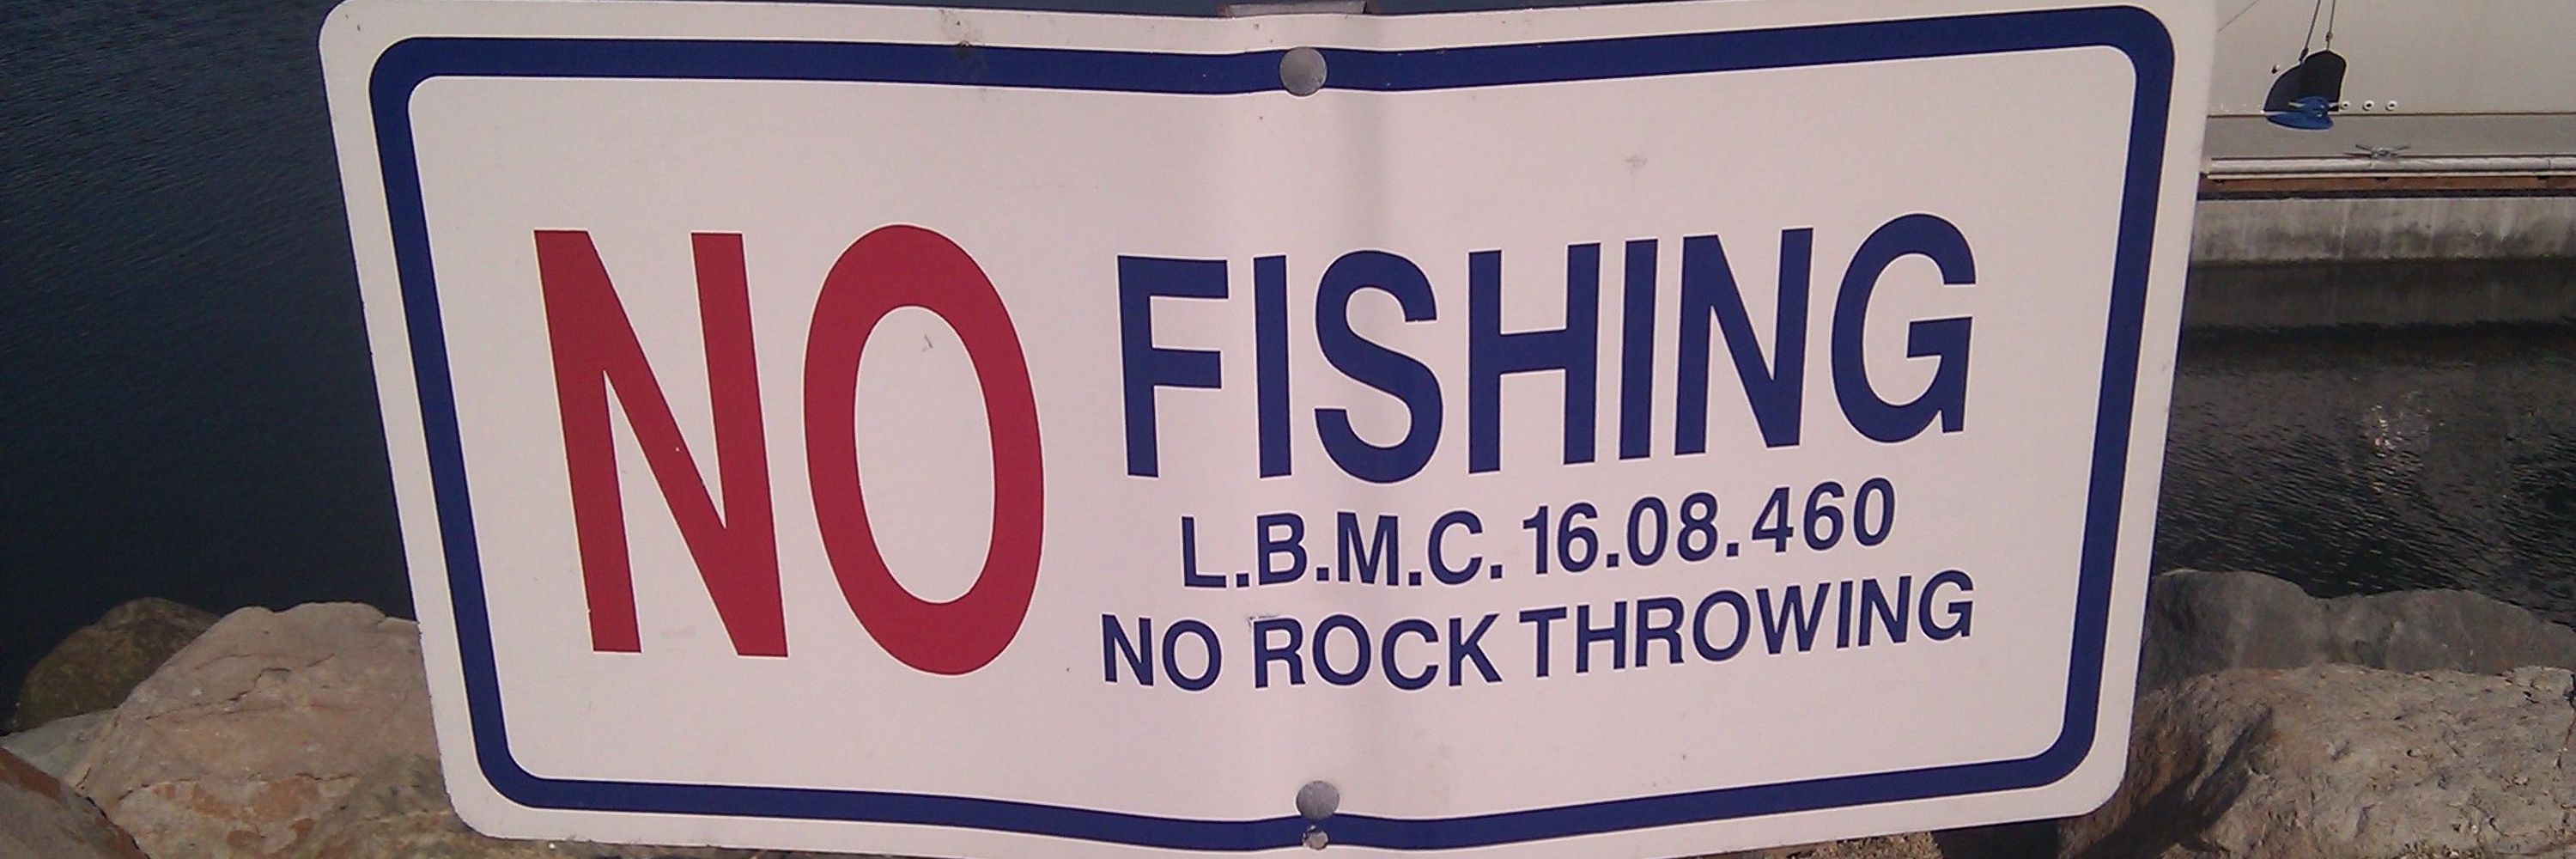 NO FISHING
L.B.M.C. 16.08.460
NO ROCK THROWING